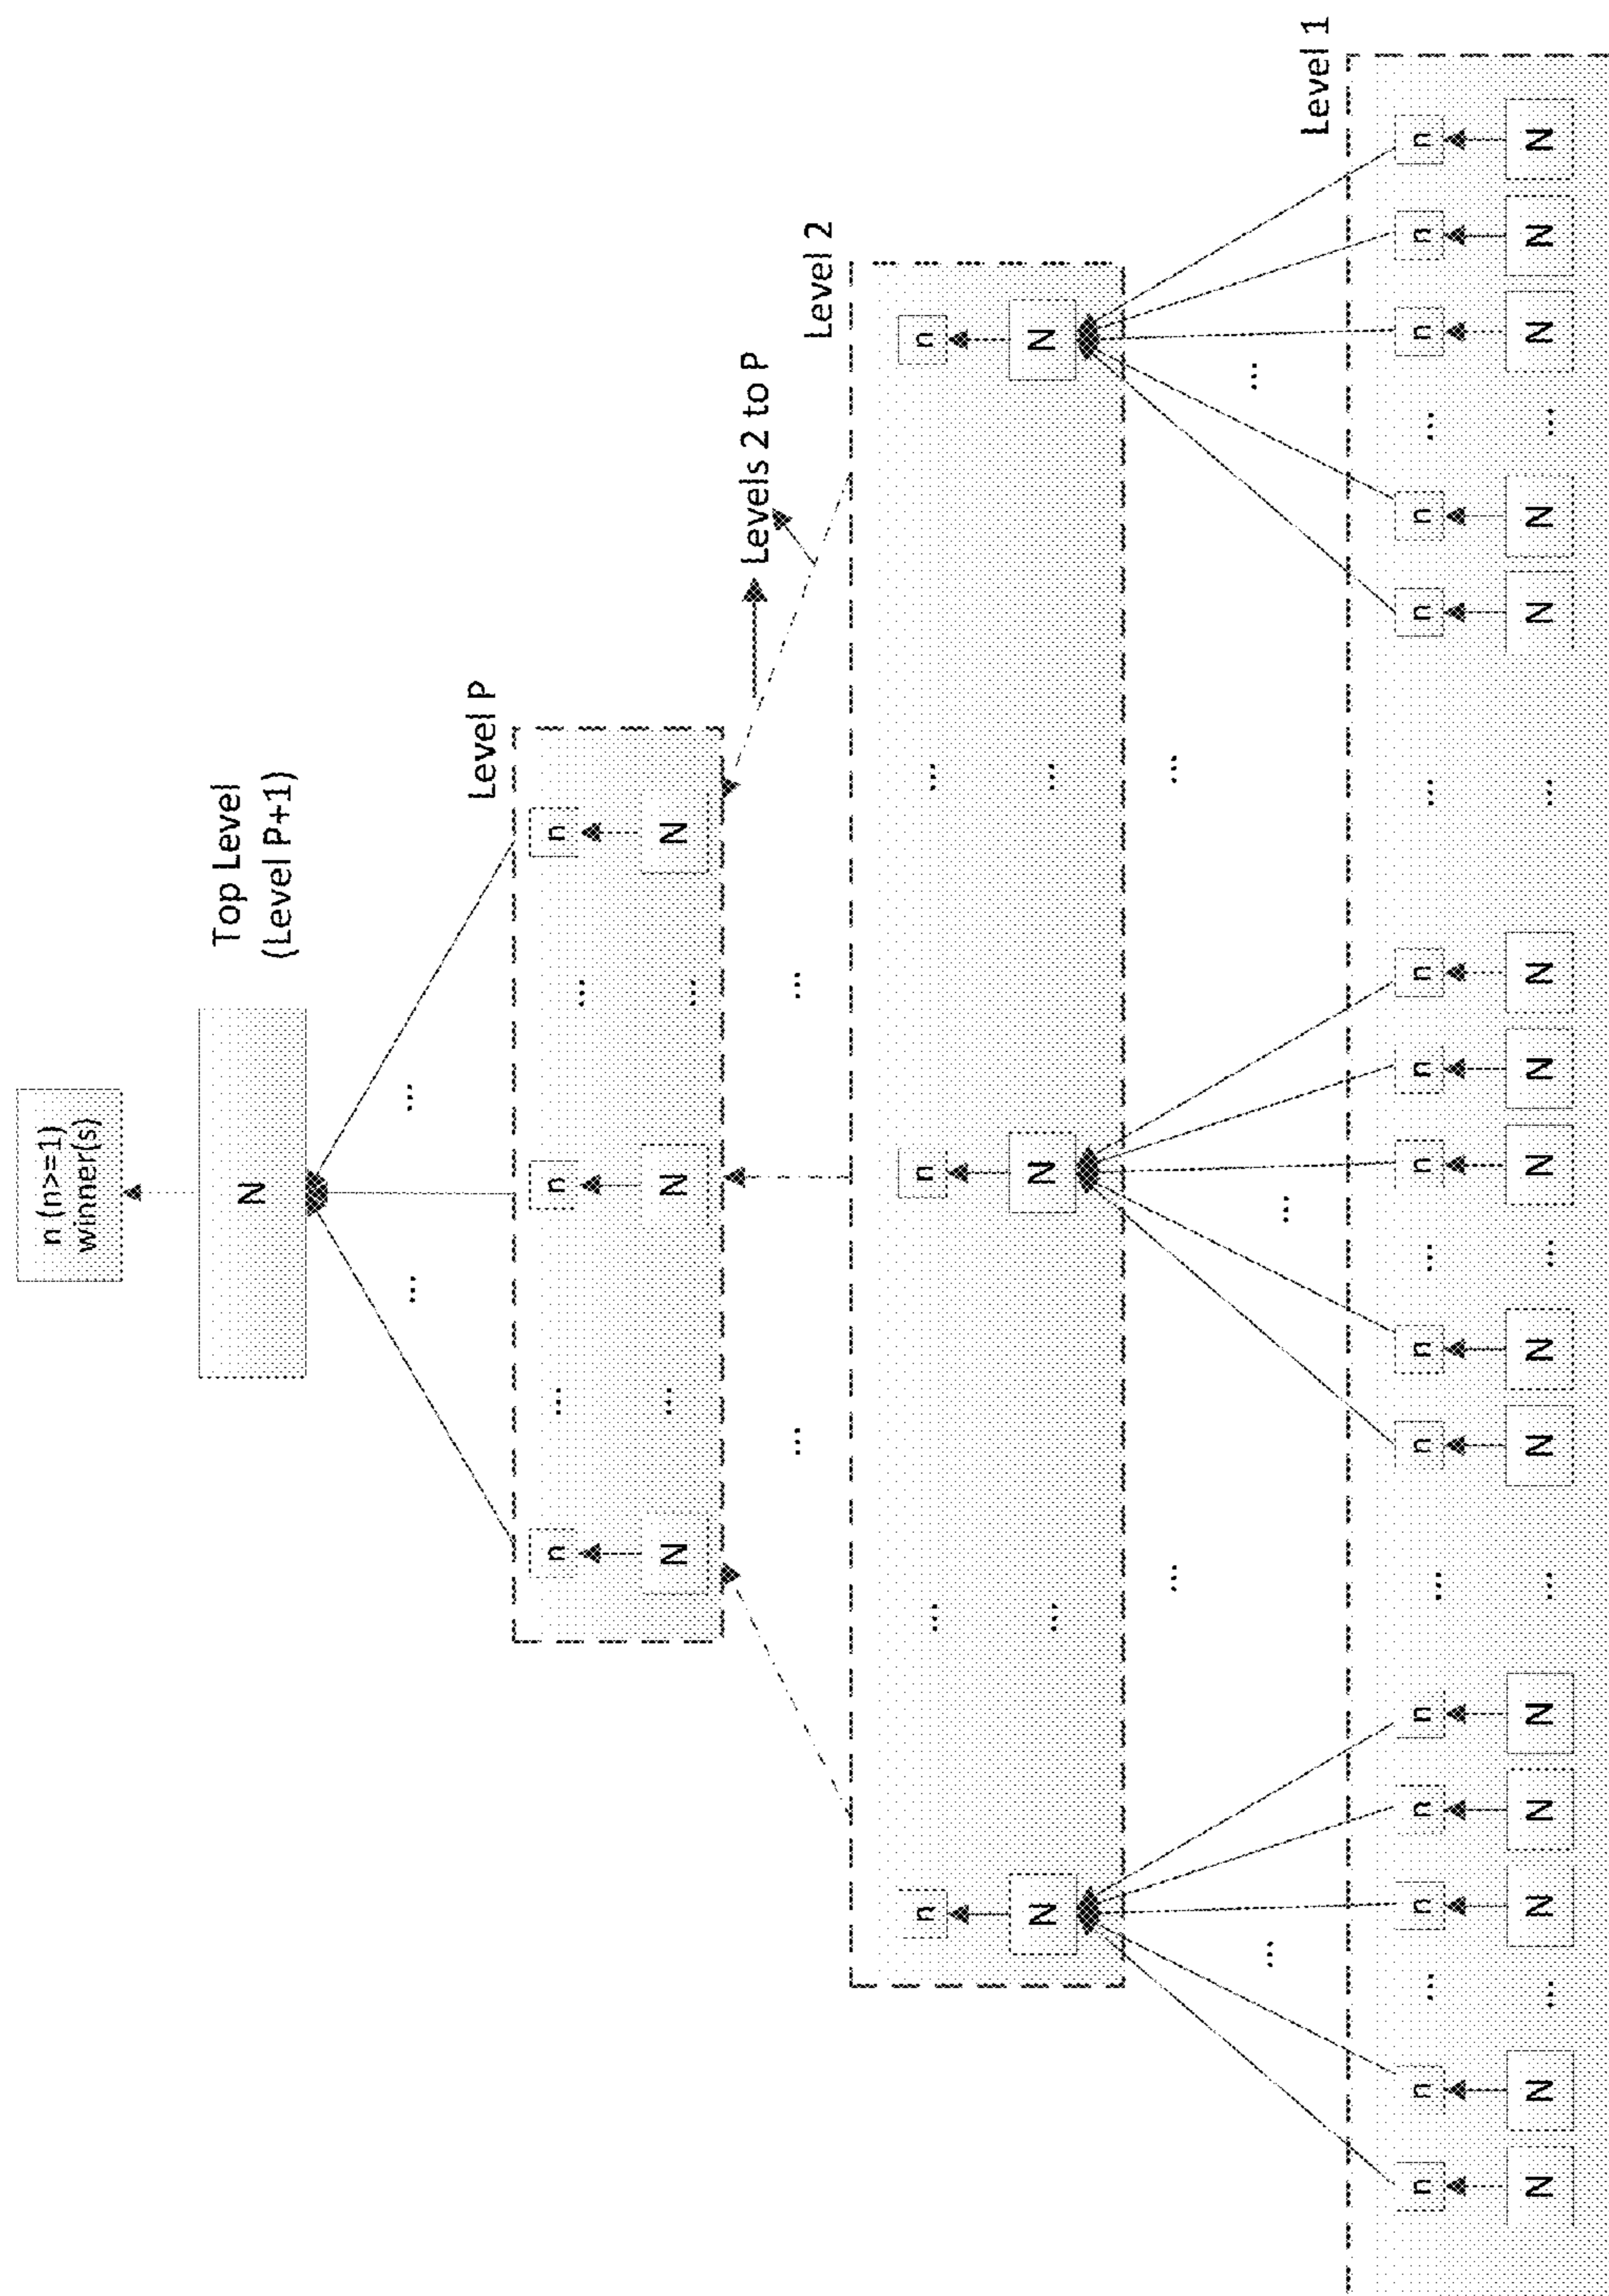 n (n>=1)
winner(s)
Top Level
(Level P+1)
N
... ...
Level P
n ... n ... n
N ... N ... N
Levels 2 to P
... ...
Level 2
n ... n ... n
N ... N ... N
... ...
... ... ...
Level 1
n n ... n n n ... n n ... n n n ... n n ... n n n
N N ... N N N ... N N ... N N N ... N N ... N N N